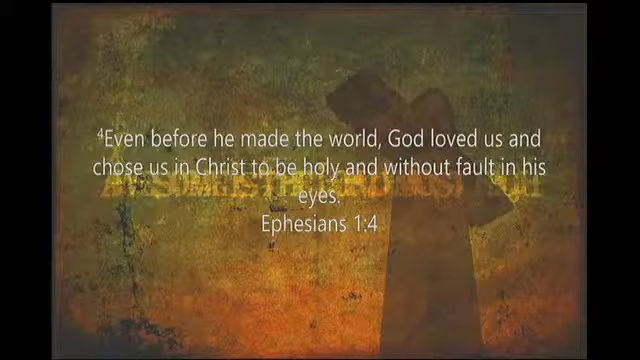 ⁴Even before he made the world, God loved us and
chose us in Christ to be holy and without fault in his
eyes.
Ephesians 1:4